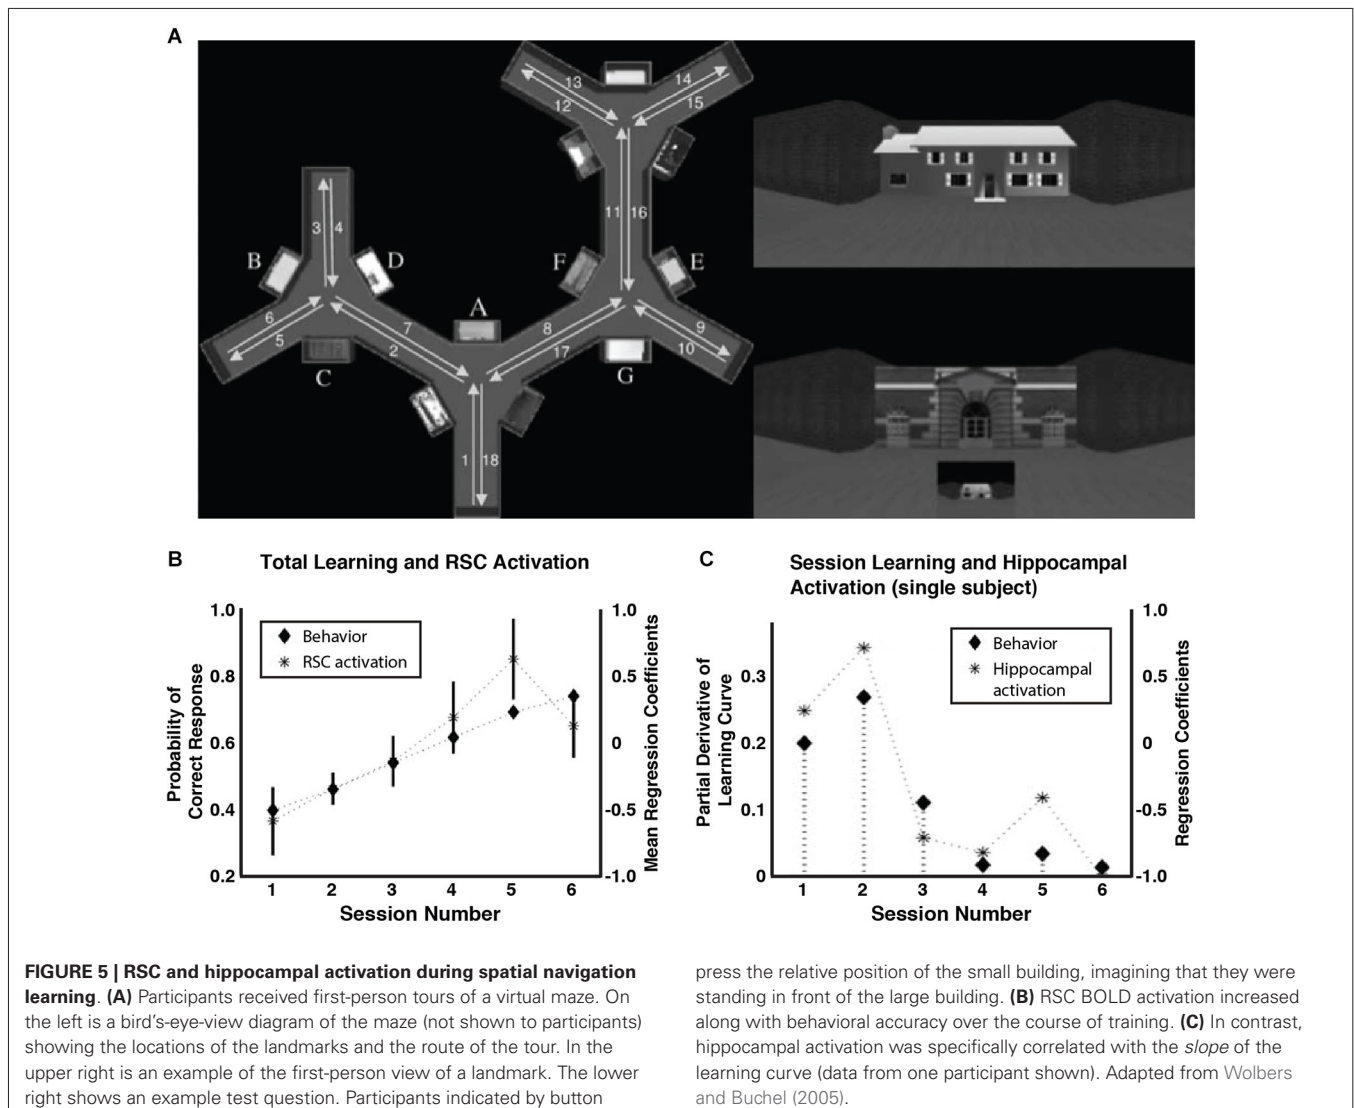 A
13
14
12
15
11
16
3
4
B
D
F
E
A
6
7
8
9
5
2
17
10
C
G
1
18
B
Total Learning and RSC Activation
C
Session Learning and Hippocampal
Activation (single subject)
Probability of
Correct Response
1.0
0.8
0.6
0.4
0.2
Behavior
RSC activation
1.0
0.5
0
-0.5
-1.0
Mean Regression Coefficients
1 2 3 4 5 6
Session Number
Partial Derivative of
Learning Curve
0.3
0.2
0.1
0
Behavior
Hippocampal
activation
1.0
0.5
0
-0.5
-1.0
Regression Coefficients
1 2 3 4 5 6
Session Number
FIGURE 5 | RSC and hippocampal activation during spatial navigation
learning. (A) Participants received first-person tours of a virtual maze. On
the left is a bird's-eye-view diagram of the maze (not shown to participants)
showing the locations of the landmarks and the route of the tour. In the
upper right is an example of the first-person view of a landmark. The lower
right shows an example test question. Participants indicated by button
press the relative position of the small building, imagining that they were
standing in front of the large building. (B) RSC BOLD activation increased
along with behavioral accuracy over the course of training. (C) In contrast,
hippocampal activation was specifically correlated with the slope of the
learning curve (data from one participant shown). Adapted from Wolbers
and Buchel (2005).